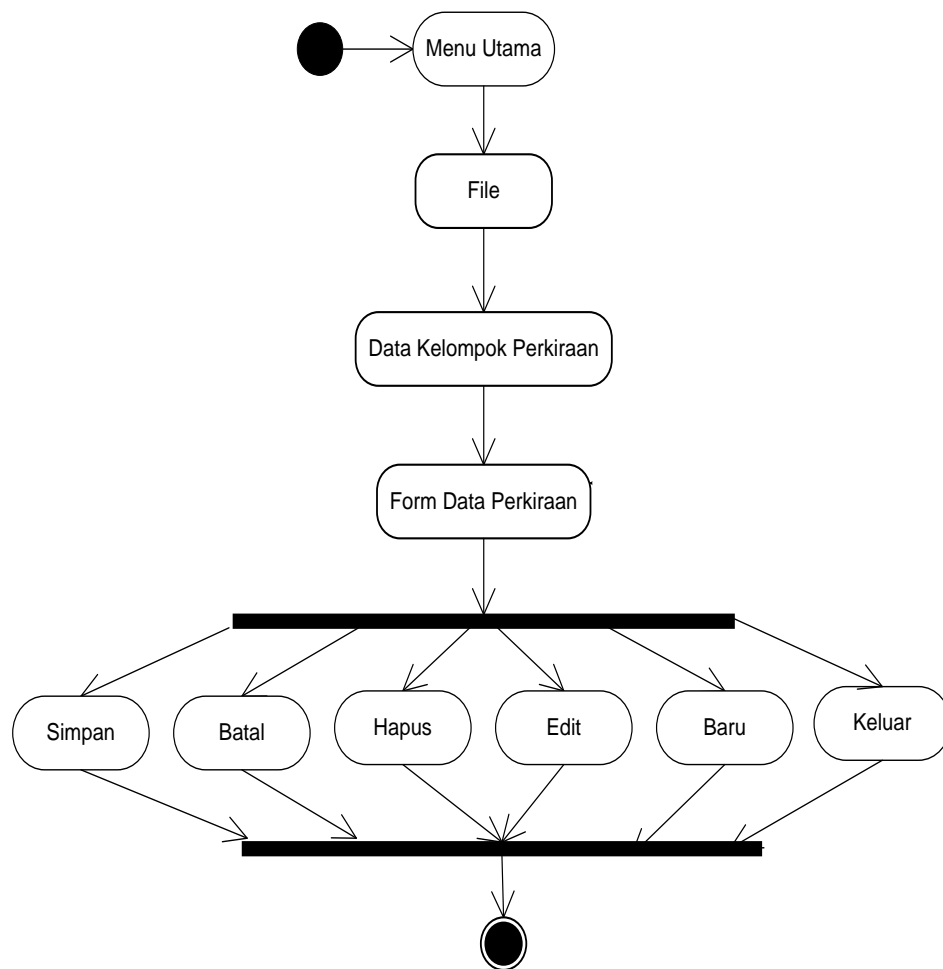 Menu Utama
File
Data Kelompok Perkiraan
Form Data Perkiraan
Simpan
Batal
Hapus
Edit
Baru
Keluar